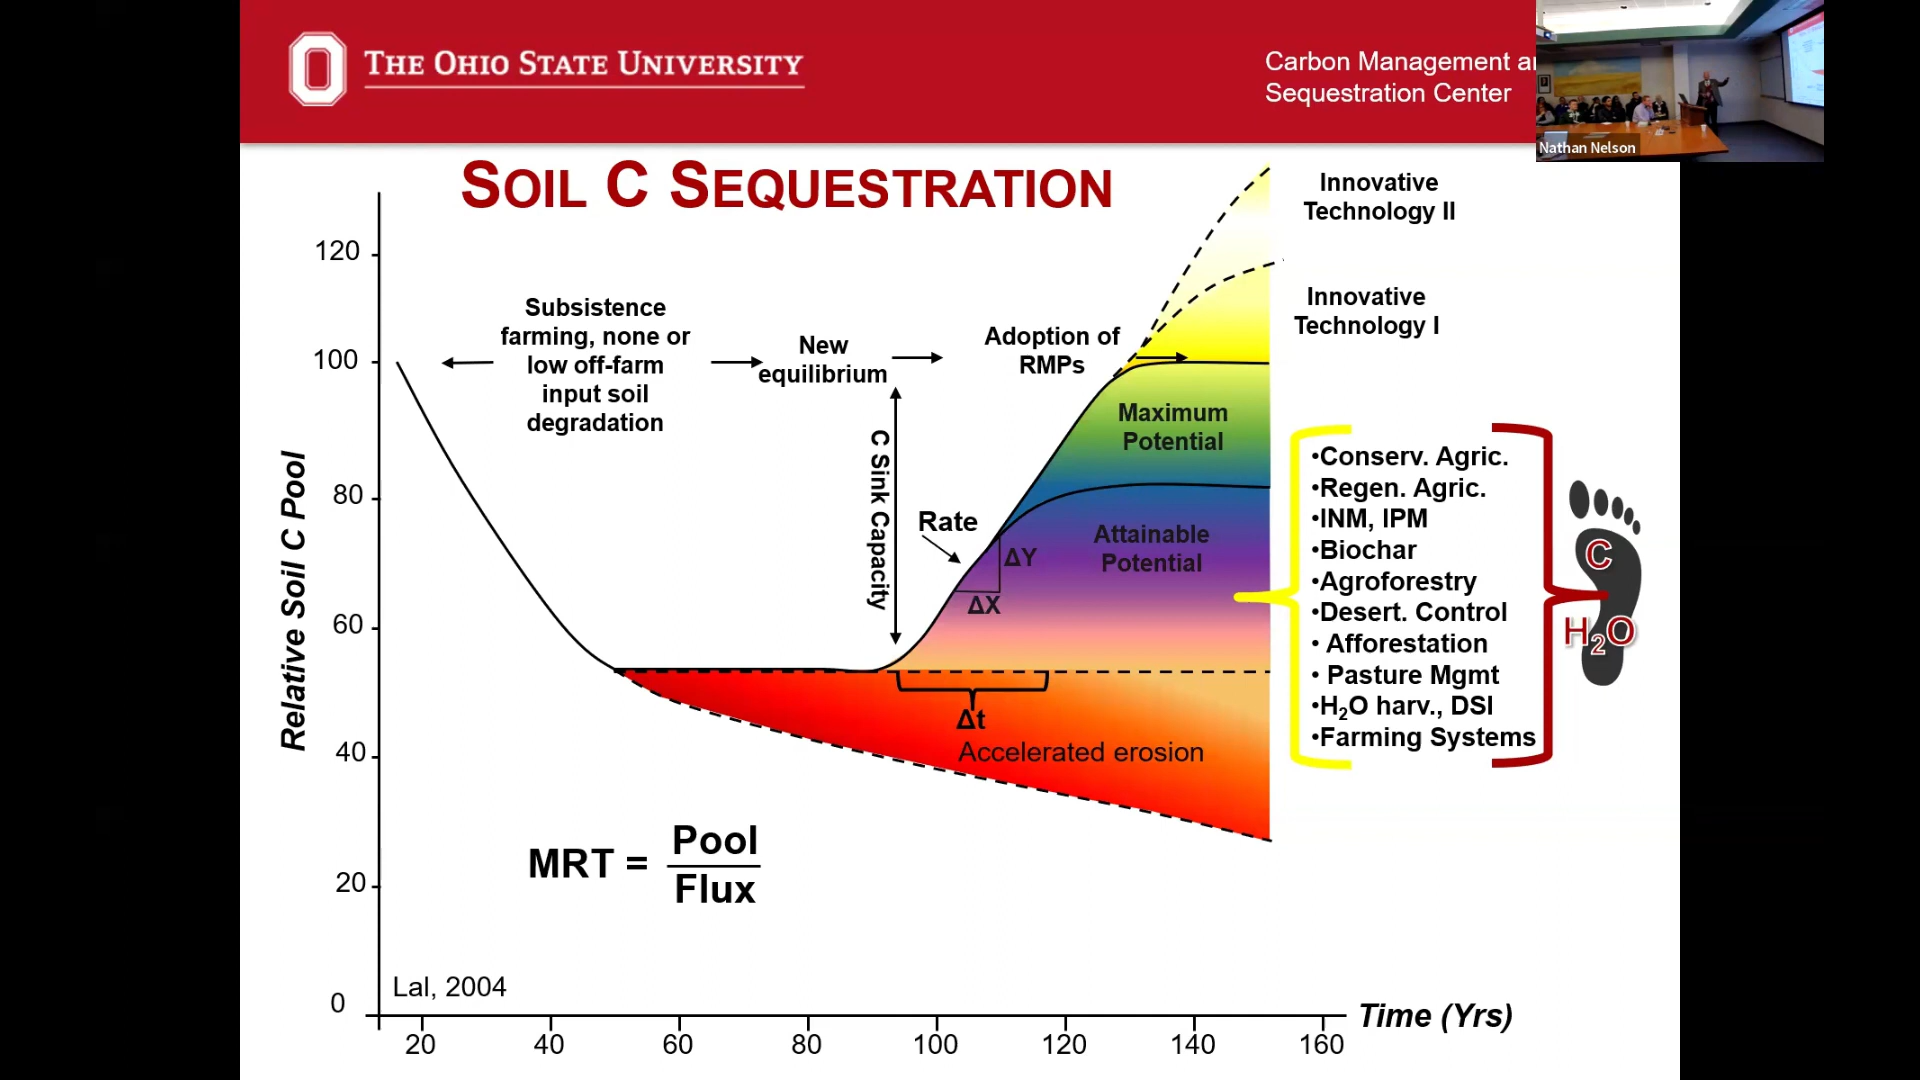 THE OHIO STATE UNIVERSITY
Carbon Management
Sequestration Center
Nathan Nelson
SOIL C SEQUESTRATION
Innovative
Technology II
Innovative
Technology I
Subsistence
farming, none or
low off-farm
input soil
degradation
New
equilibrium
Adoption of
RMPs
C Sink Capacity
Rate
ΔY
ΔX
Maximum
Potential
Attainable
Potential
Δt
Accelerated erosion
•Conserv. Agric.
•Regen. Agric.
•INM, IPM
•Biochar
•Agroforestry
•Desert. Control
• Afforestation
• Pasture Mgmt
•H2O harv., DSI
•Farming Systems
C
H2O
Relative Soil C Pool
120
100
80
60
40
20
0
MRT = Pool
Flux
Lal, 2004
20 40 60 80 100 120 140 160
Time (Yrs)